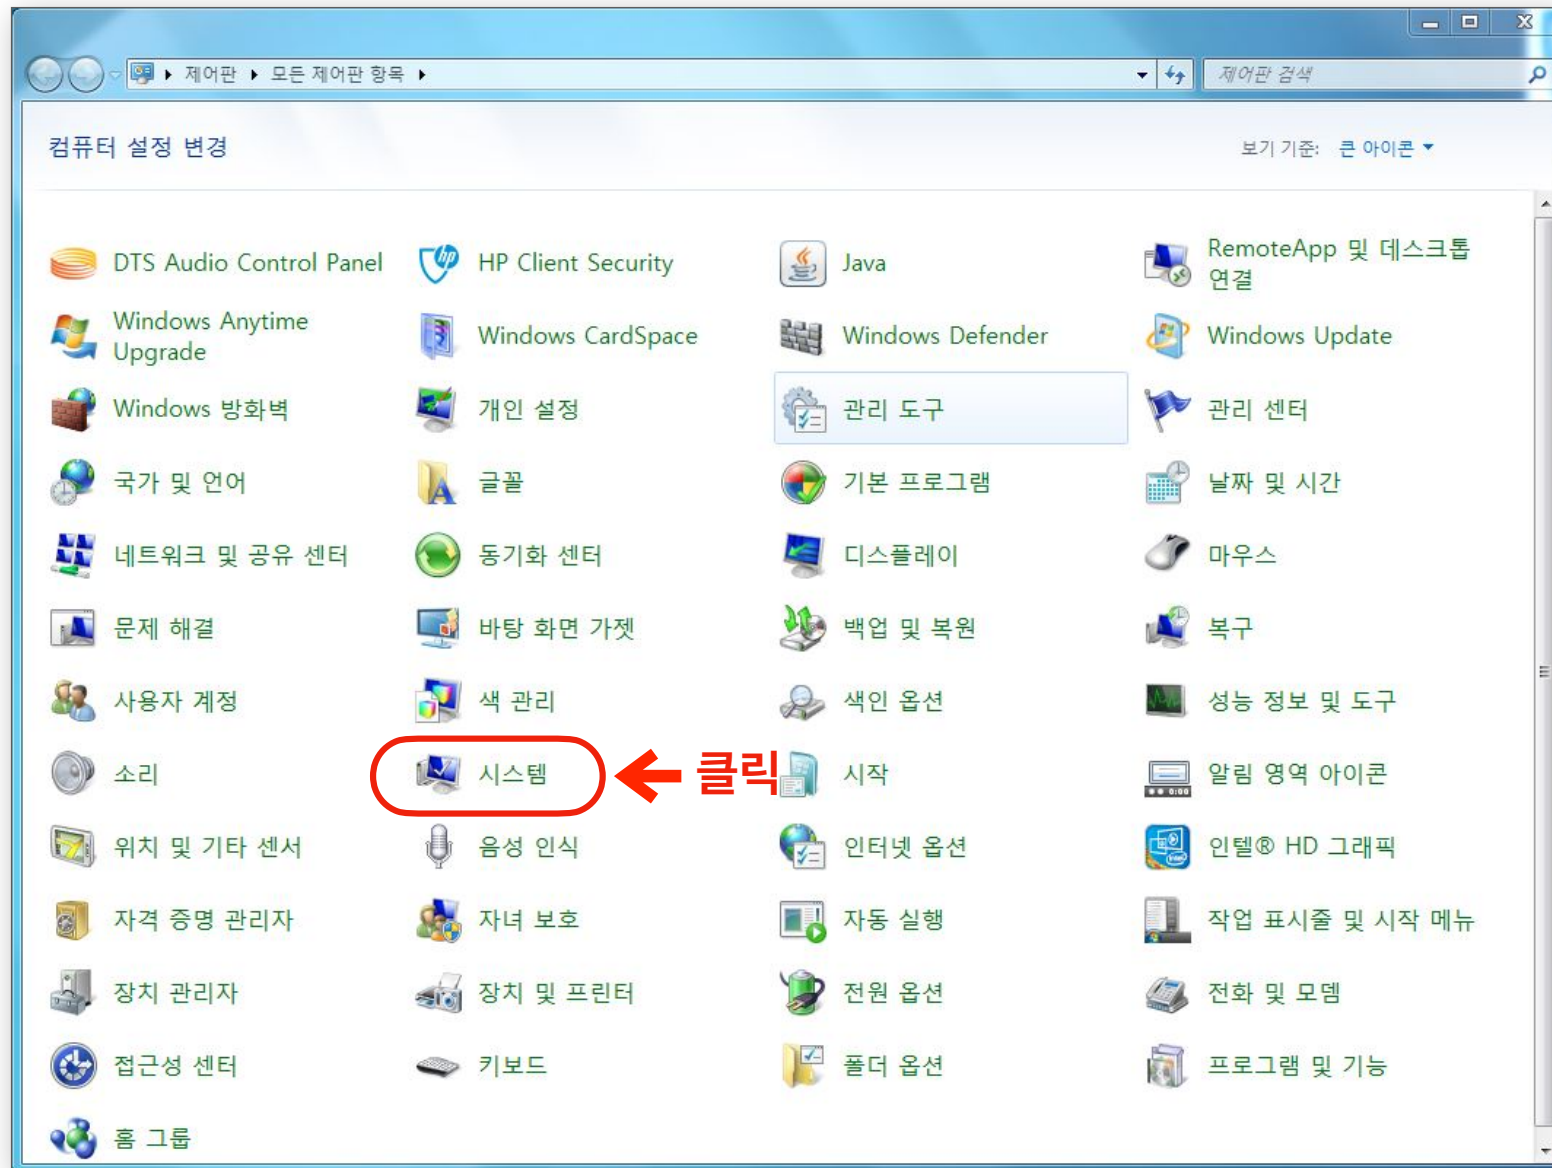 제어판 ▶ 모든 제어판 항목 ▶
제어판 검색
컴퓨터 설정 변경
보기 기준: 큰 아이콘
DTS Audio Control Panel
HP Client Security
Java
RemoteApp 및 데스크톱
연결
Windows Anytime
Upgrade
Windows CardSpace
Windows Defender
Windows Update
Windows 방화벽
개인 설정
관리 도구
관리 센터
국가 및 언어
글꼴
기본 프로그램
날짜 및 시간
네트워크 및 공유 센터
동기화 센터
디스플레이
마우스
문제 해결
바탕 화면 가젯
백업 및 복원
복구
사용자 계정
색 관리
색인 옵션
성능 정보 및 도구
소리
시스템
클릭
시작
알림 영역 아이콘
위치 및 기타 센서
음성 인식
인터넷 옵션
인텔® HD 그래픽
자격 증명 관리자
자녀 보호
자동 실행
작업 표시줄 및 시작 메뉴
장치 관리자
장치 및 프린터
전원 옵션
전화 및 모뎀
접근성 센터
키보드
폴더 옵션
프로그램 및 기능
홈 그룹